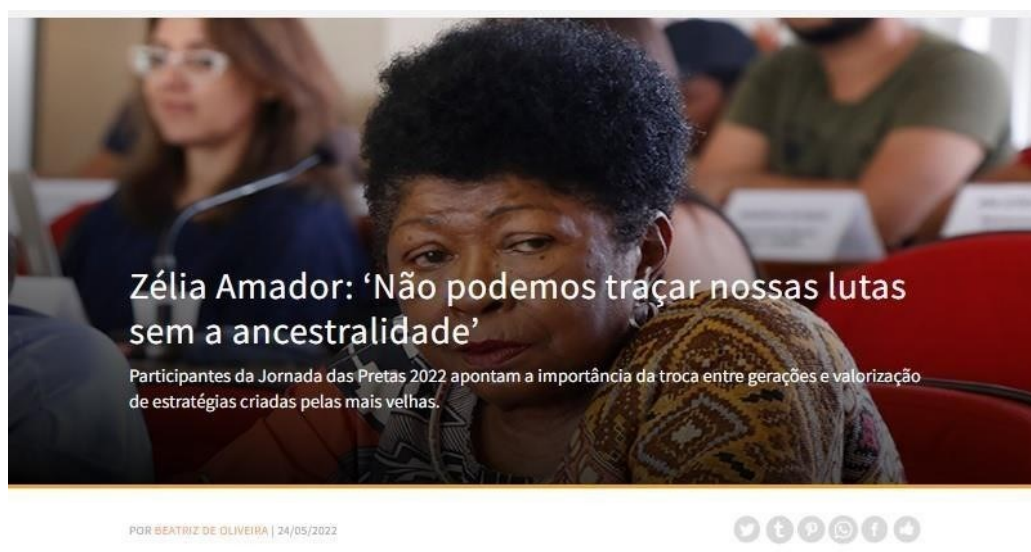 Zélia Amador: ‘Não podemos traçar nossas lutas
sem a ancestralidade’
Participantes da Jornada das Pretas 2022 apontam a importância da troca entre gerações e valorização
de estratégias criadas pelas mais velhas.
POR BEATRIZ DE OLIVEIRA | 24/05/2022